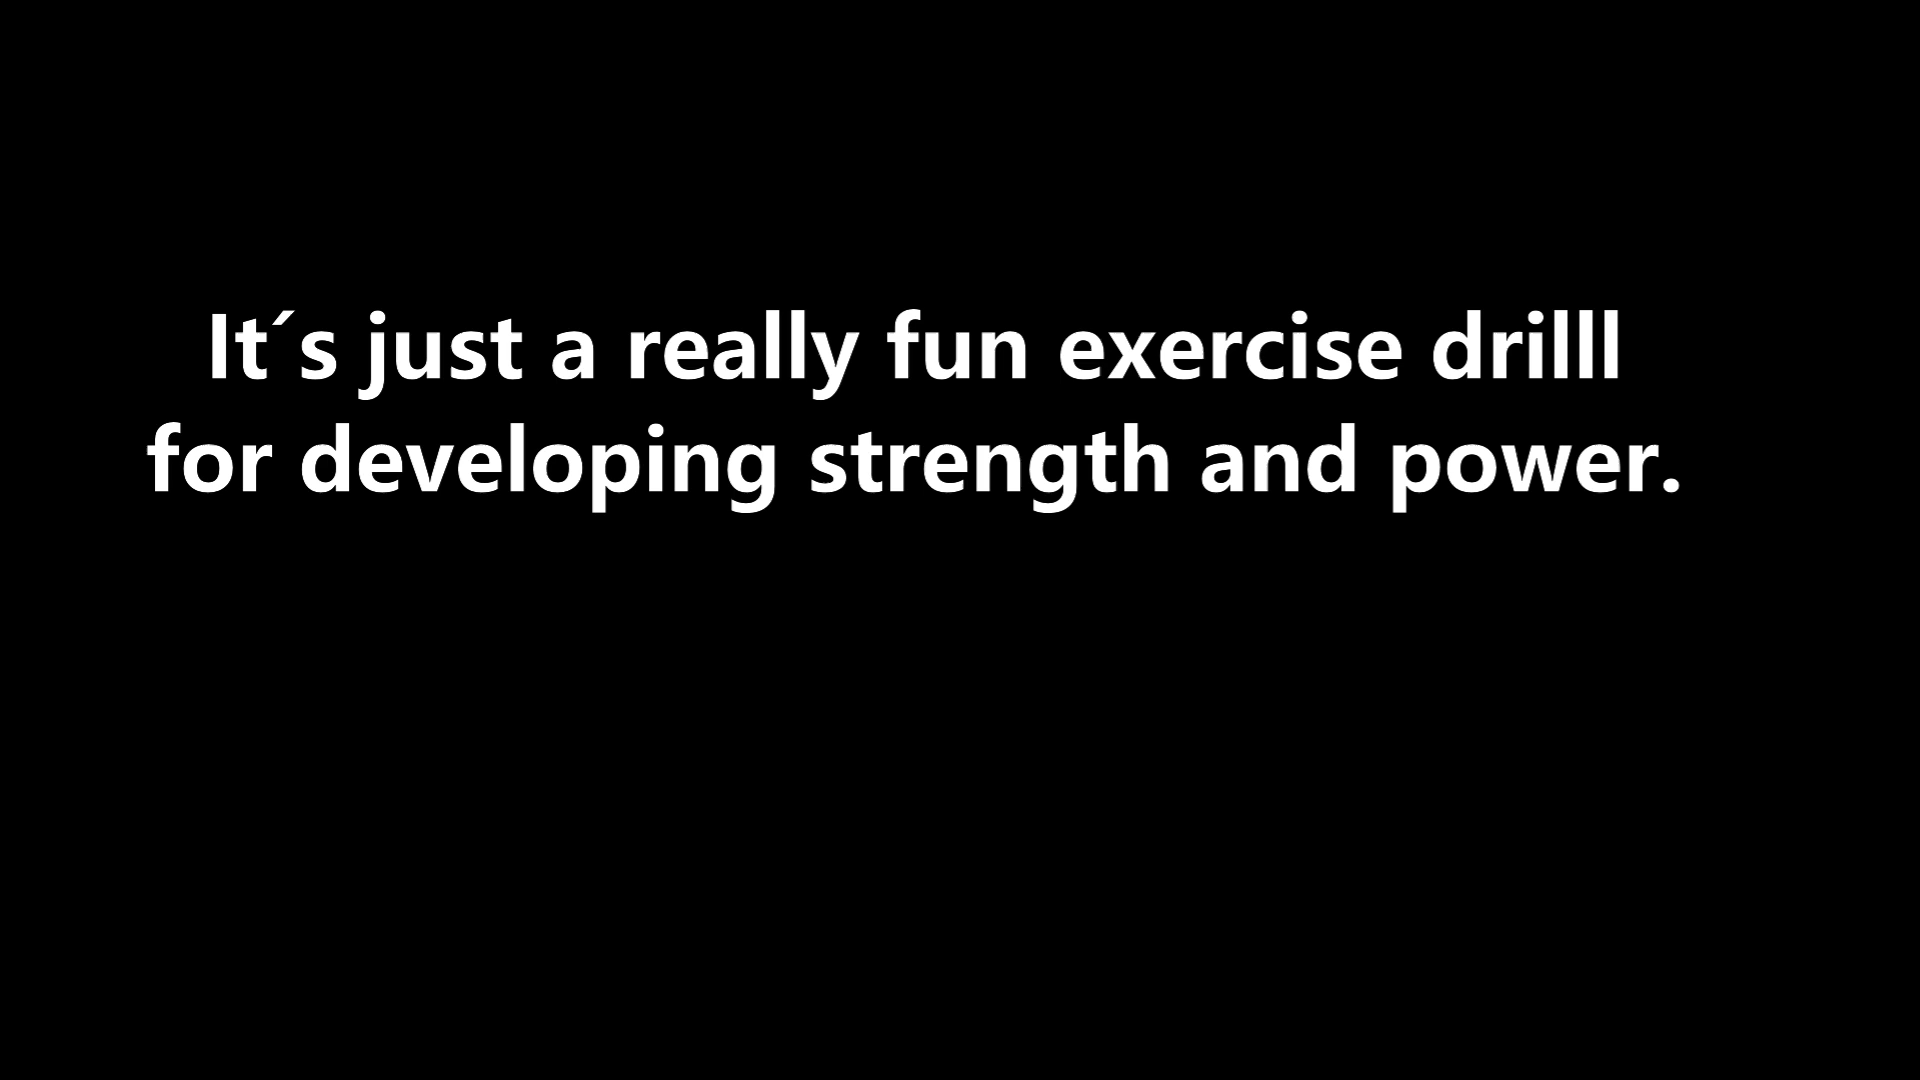 It´s just a really fun exercise drilll
for developing strength and power.